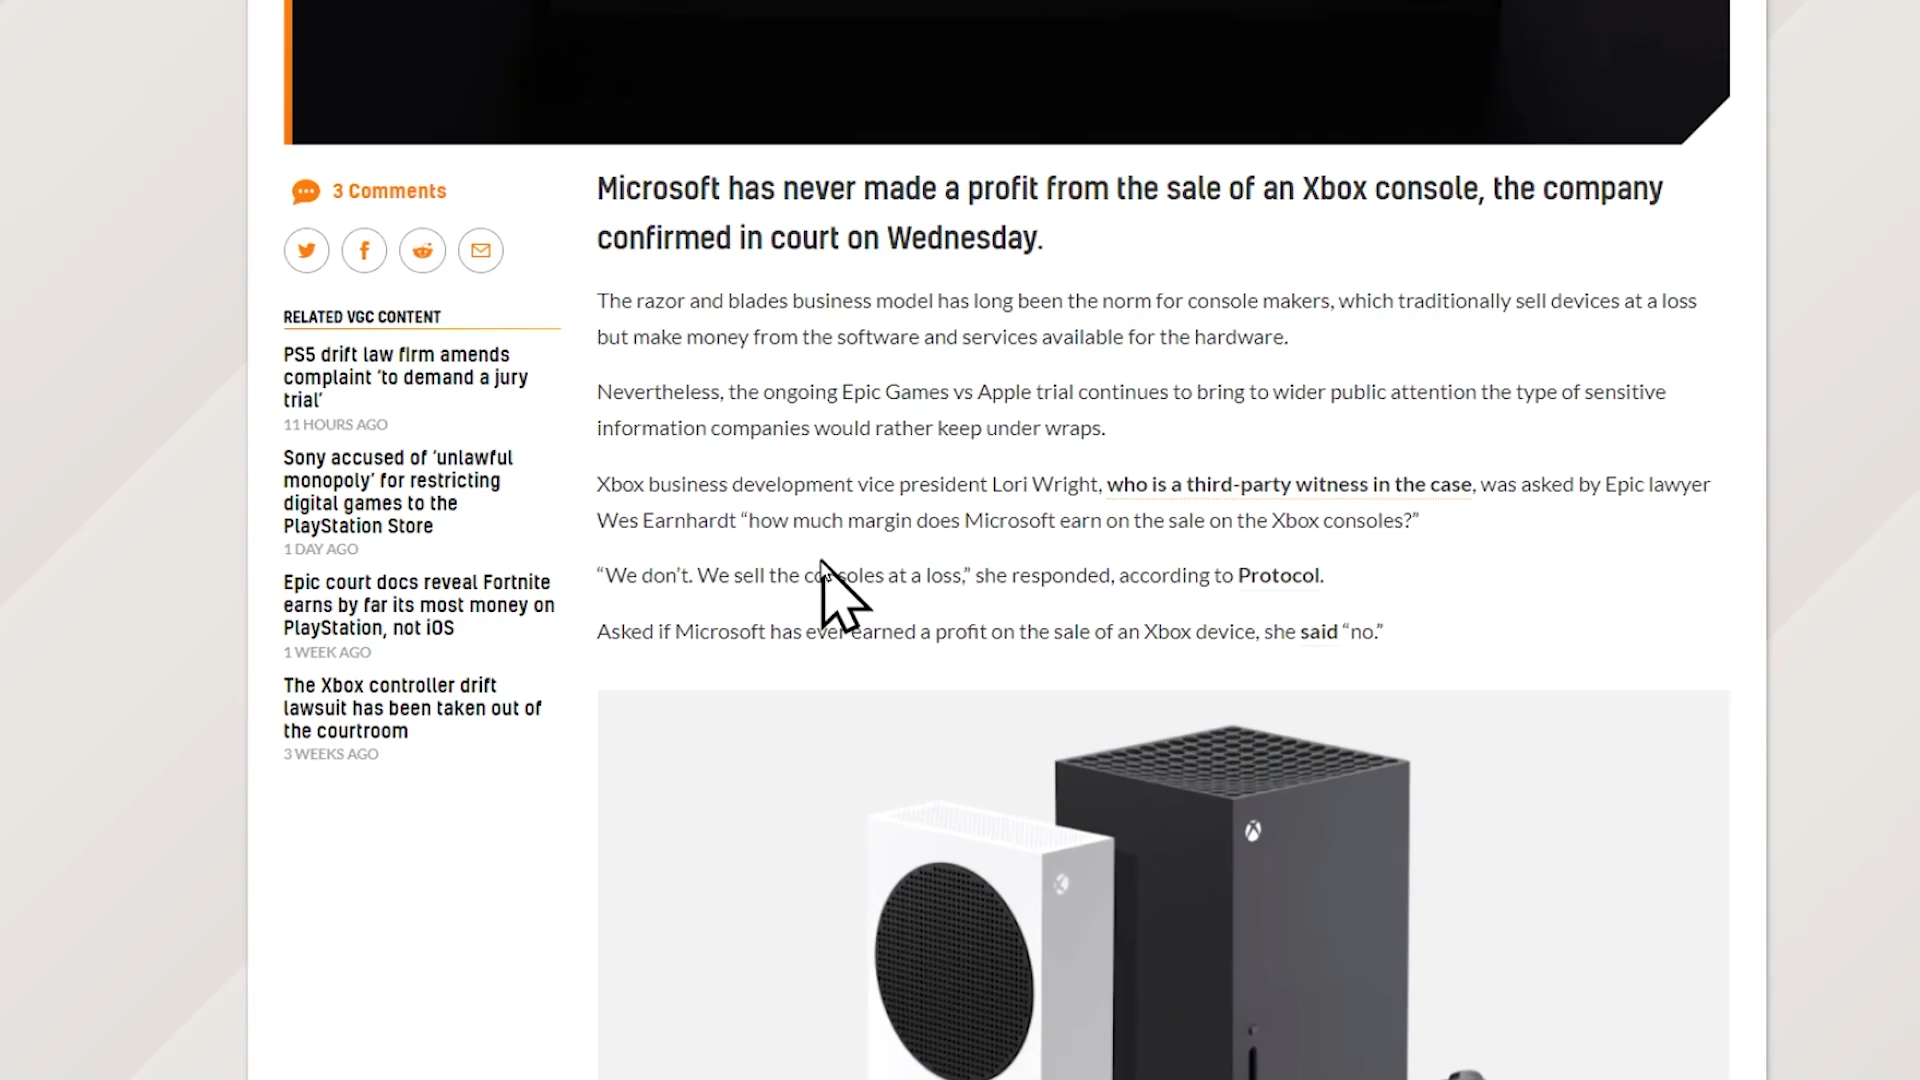 3 Comments
RELATED VGC CONTENT
PS5 drift law firm amends
complaint ‘to demand a jury
trial’
11 HOURS AGO
Sony accused of ‘unlawful
monopoly’ for restricting
digital games to the
PlayStation Store
1 DAY AGO
Epic court docs reveal Fortnite
earns by far its most money on
PlayStation, not iOS
1 WEEK AGO
The Xbox controller drift
lawsuit has been taken out of
the courtroom
3 WEEKS AGO
Microsoft has never made a profit from the sale of an Xbox console, the company
confirmed in court on Wednesday.
The razor and blades business model has long been the norm for console makers, which traditionally sell devices at a loss
but make money from the software and services available for the hardware.
Nevertheless, the ongoing Epic Games vs Apple trial continues to bring to wider public attention the type of sensitive
information companies would rather keep under wraps.
Xbox business development vice president Lori Wright, who is a third-party witness in the case, was asked by Epic lawyer
Wes Earnhardt “how much margin does Microsoft earn on the sale on the Xbox consoles?”
“We don’t. We sell the consoles at a loss,” she responded, according to Protocol.
Asked if Microsoft has ever earned a profit on the sale of an Xbox device, she said “no.”